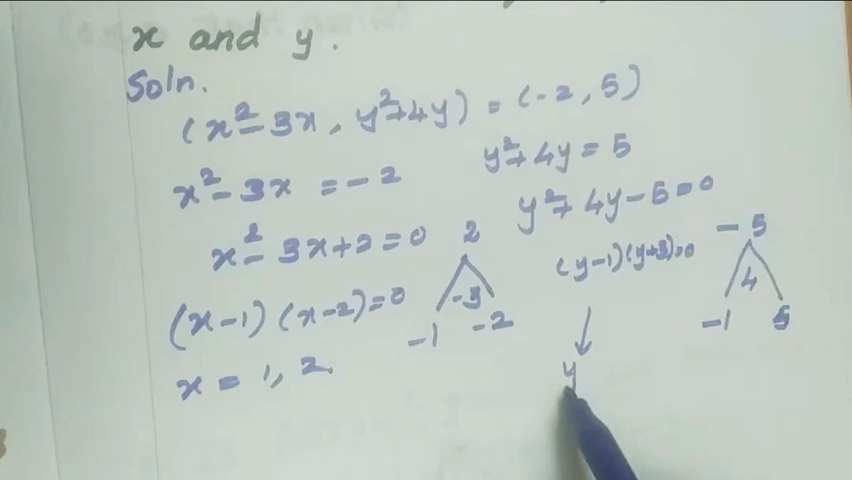 x and y.
Soln.
(x² - 3x, y² + 4y) = (-2, 5)
x² - 3x = -2
y² + 4y = 5
x² - 3x + 2 = 0
y² + 4y - 5 = 0
2
-3
-1 -2
-5
4
-1 5
(x-1) (x-2) = 0
(y-1) (y+5) = 0
x = 1, 2.
y